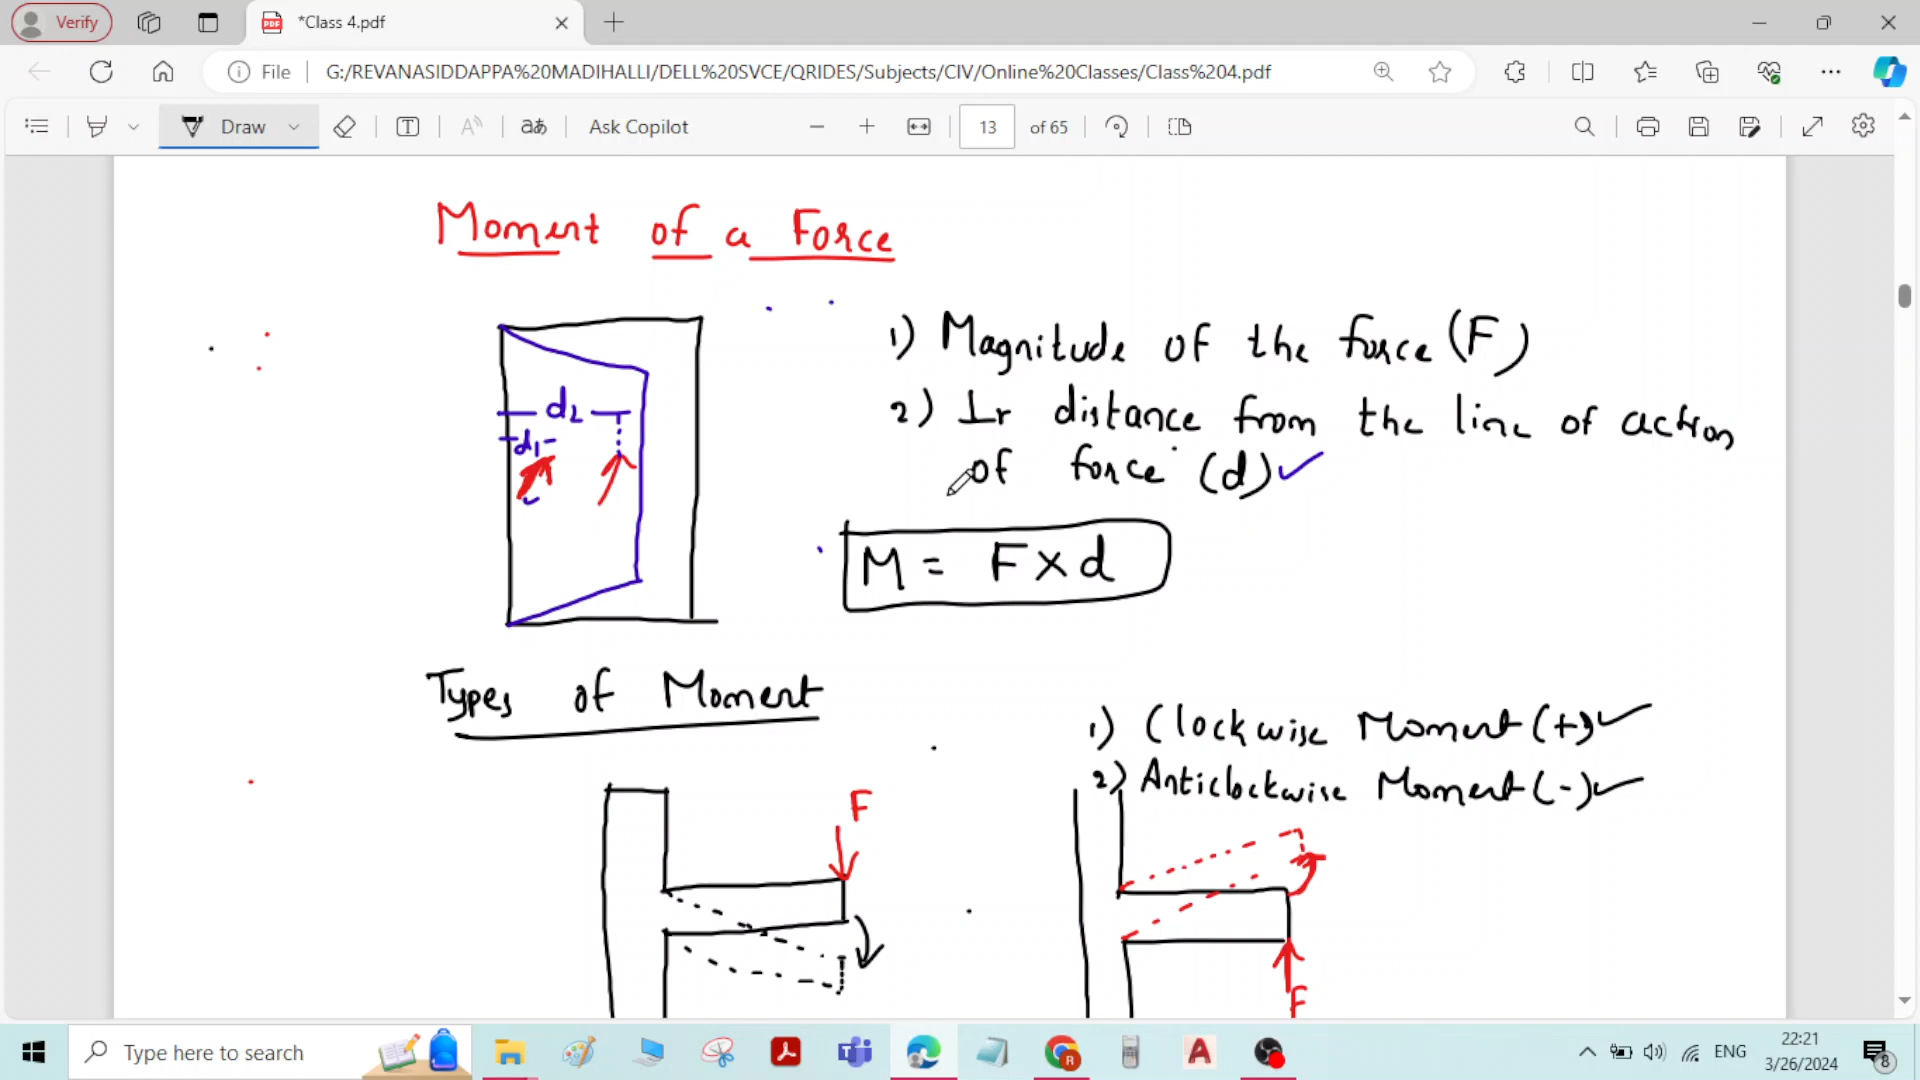 Verify
*Class 4.pdf
File
G:/REVANASIDDAPPA%20MADIHALLI/DELL%20SVCE/QRIDES/Subjects/CIV/Online%20Classes/Class%204.pdf
Draw
Ask Copilot
13 of 65
Moment of a Force
1) Magnitude of the force (F)
2) ⊥r distance from the line of action
of force (d) ✓
d2
d1
M = F × d
Types of Moment
1) Clockwise Moment (+) ✓
2) Anticlockwise Moment (-) ✓
F
F
Type here to search
ENG
22:21
3/26/2024
8